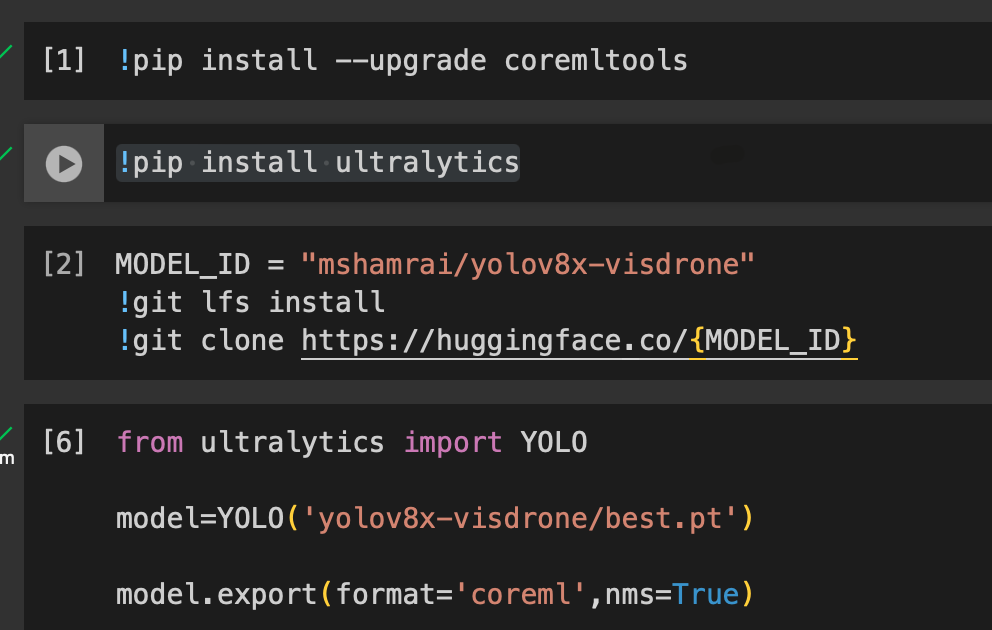 [1] !pip install --upgrade coremltools
!pip install ultralytics
[2] MODEL_ID = "mshamrai/yolov8x-visdrone"
!git lfs install
!git clone https://huggingface.co/{MODEL_ID}
[6] from ultralytics import YOLO
m
model=YOLO('yolov8x-visdrone/best.pt')
model.export(format='coreml',nms=True)